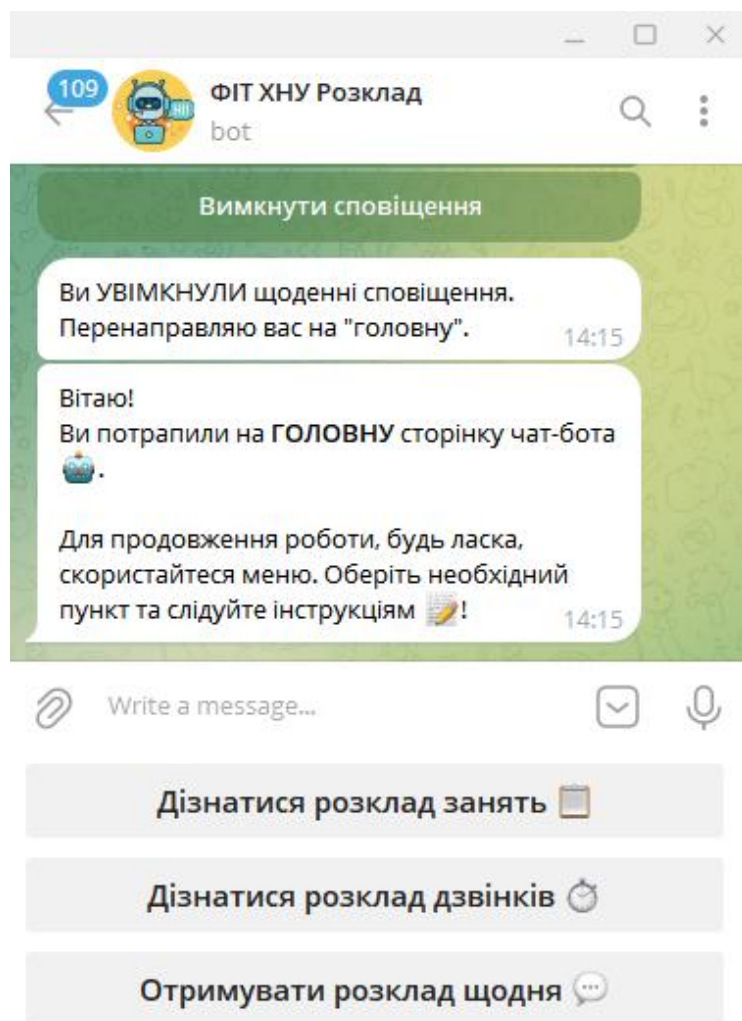 109
ФІТ ХНУ Розклад
bot
Вимкнути сповіщення
Ви УВІМКНУЛИ щоденні сповіщення.
Перенаправляю вас на "головну".
14:15
Вітаю!
Ви потрапили на ГОЛОВНУ сторінку чат-бота
🤖.
Для продовження роботи, будь ласка,
скористайтеся меню. Оберіть необхідний
пункт та слідуйте інструкціям 📝!
14:15
Write a message...
Дізнатися розклад занять 📋
Дізнатися розклад дзвінків ⏱
Отримувати розклад щодня 💬